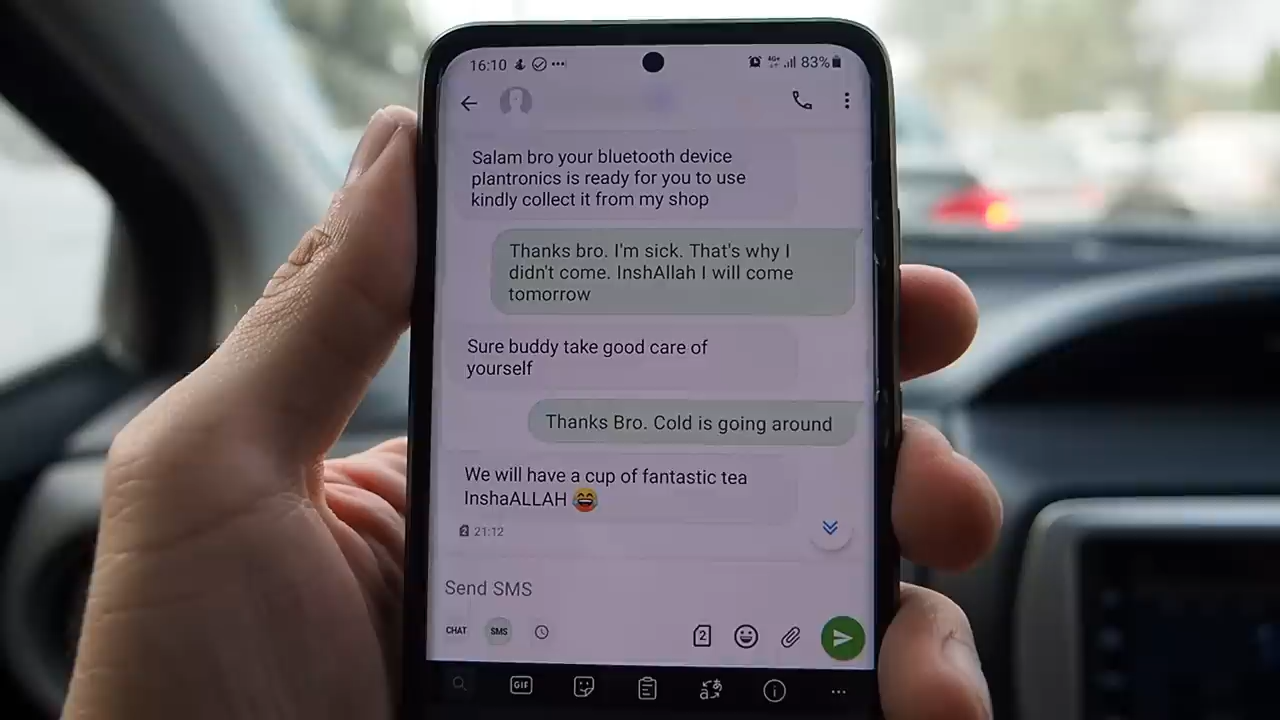 16:10
4G+
83%
Salam bro your bluetooth device
plantronics is ready for you to use
kindly collect it from my shop
Thanks bro. I'm sick. That's why I
didn't come. InshAllah I will come
tomorrow
Sure buddy take good care of
yourself
Thanks Bro. Cold is going around
We will have a cup of fantastic tea
InshaALLAH 😂
2 21:12
Send SMS
CHAT
SMS
2
GIF